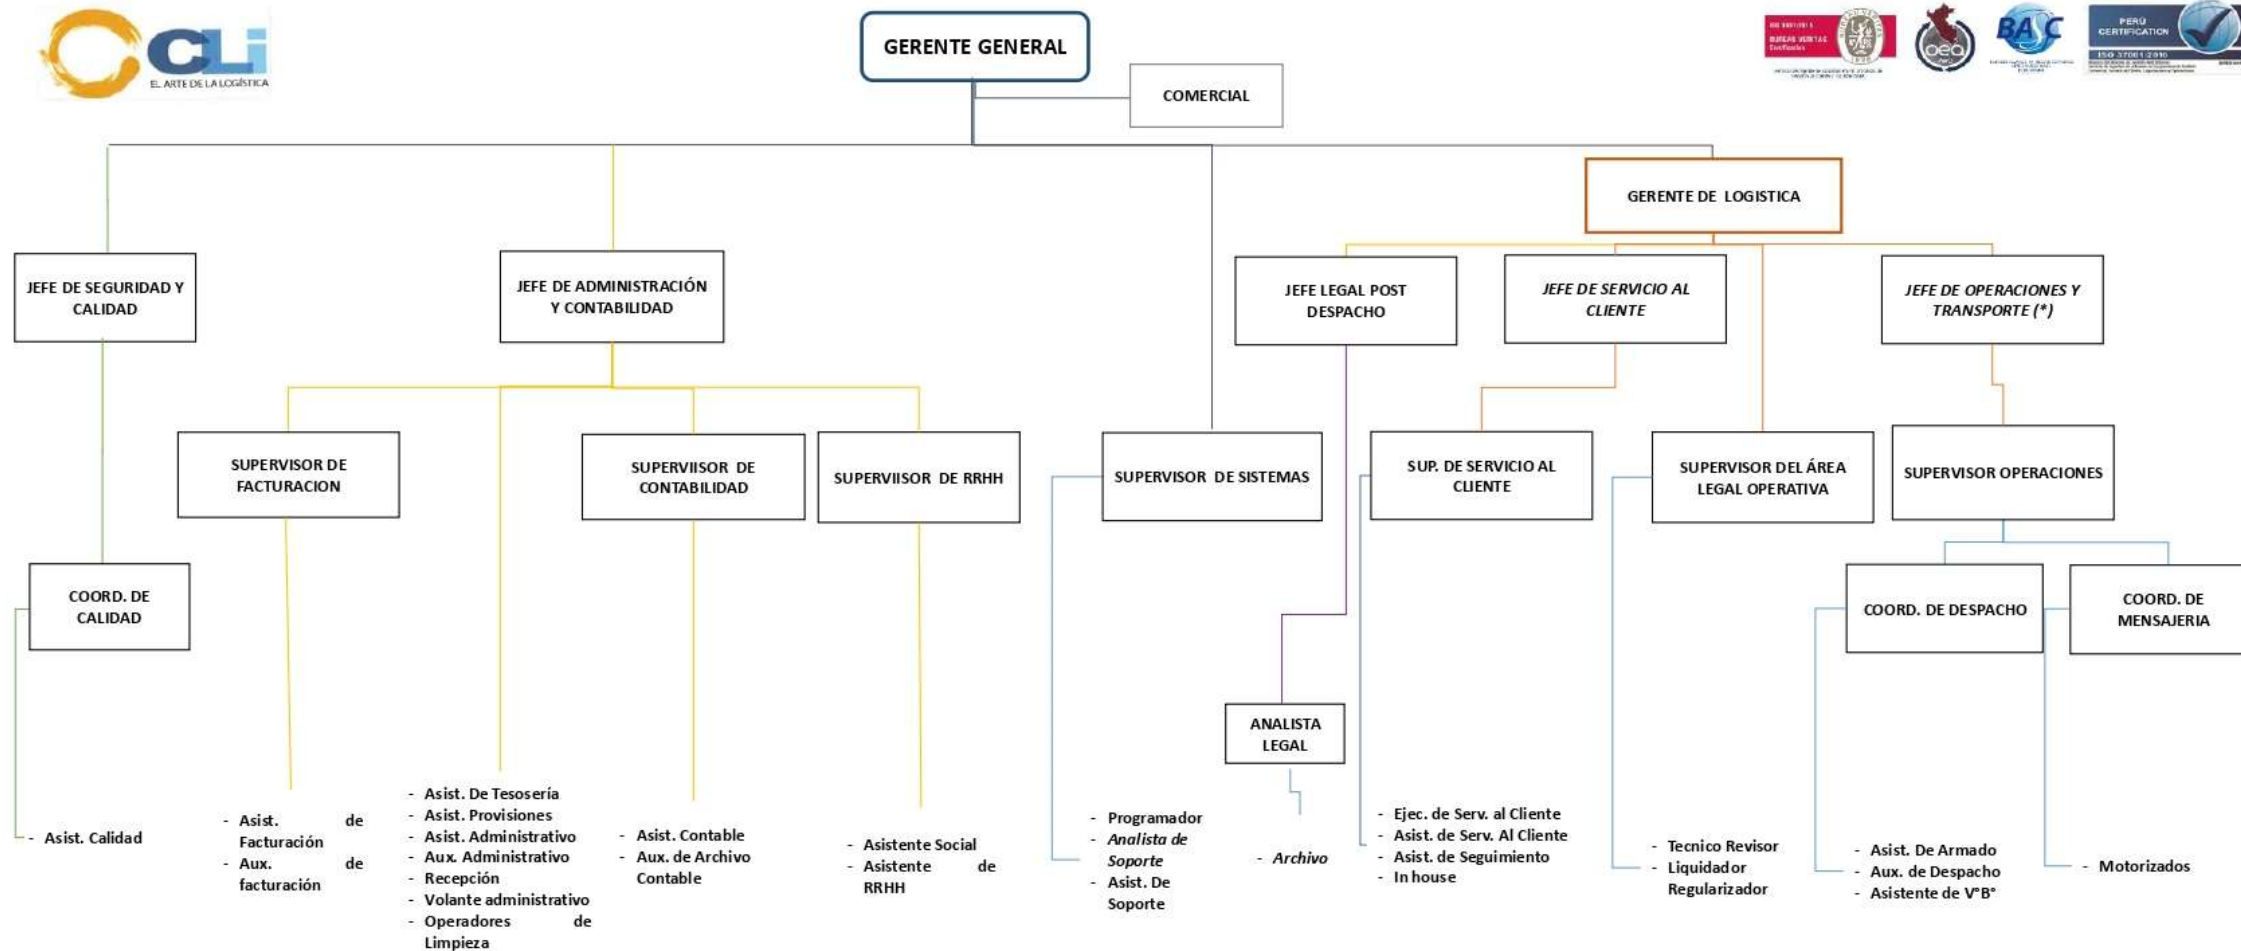 CLi
EL ARTE DE LA LOGÍSTICA
GERENTE GENERAL
BUREAU VERITAS
Certification
oea
BASC
PERÚ
CERTIFICATION
ISO 37001:2016
COMERCIAL
GERENTE DE LOGISTICA
JEFE DE SEGURIDAD Y
CALIDAD
JEFE DE ADMINISTRACIÓN
Y CONTABILIDAD
JEFE LEGAL POST
DESPACHO
JEFE DE SERVICIO AL
CLIENTE
JEFE DE OPERACIONES Y
TRANSPORTE (*)
SUPERVISOR DE
FACTURACION
SUPERVIISOR DE
CONTABILIDAD
SUPERVIISOR DE RRHH
SUPERVISOR DE SISTEMAS
SUP. DE SERVICIO AL
CLIENTE
SUPERVISOR DEL ÁREA
LEGAL OPERATIVA
SUPERVISOR OPERACIONES
COORD. DE
CALIDAD
COORD. DE DESPACHO
COORD. DE
MENSAJERIA
ANALISTA
LEGAL
- Asist. Calidad
- Asist. de
Facturación
- Aux. de
facturación
- Asist. De Tesosería
- Asist. Provisiones
- Asist. Administrativo
- Aux. Administrativo
- Recepción
- Volante administrativo
- Operadores de
Limpieza
- Asist. Contable
- Aux. de Archivo
Contable
- Asistente Social
- Asistente de
RRHH
- Programador
- Analista de
Soporte
- Asist. De
Soporte
- Archivo
- Ejec. de Serv. al Cliente
- Asist. de Serv. Al Cliente
- Asist. de Seguimiento
- In house
- Tecnico Revisor
- Liquidador
Regularizador
- Asist. De Armado
- Aux. de Despacho
- Asistente de V°B°
- Motorizados